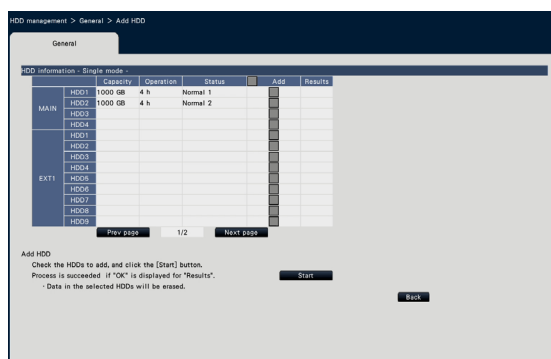 HDD management > General > Add HDD
General
HDD information - Single mode -
Capacity Operation Status Add Results
MAIN
HDD1 1000 GB 4 h Normal 1
HDD2 1000 GB 4 h Normal 2
HDD3
HDD4
EXT1
HDD1
HDD2
HDD3
HDD4
HDD5
HDD6
HDD7
HDD8
HDD9
Prev page 1/2 Next page
Add HDD
Check the HDDs to add, and click the [Start] button.
Process is succeeded if "OK" is displayed for "Results". Start
· Data in the selected HDDs will be erased.
Back